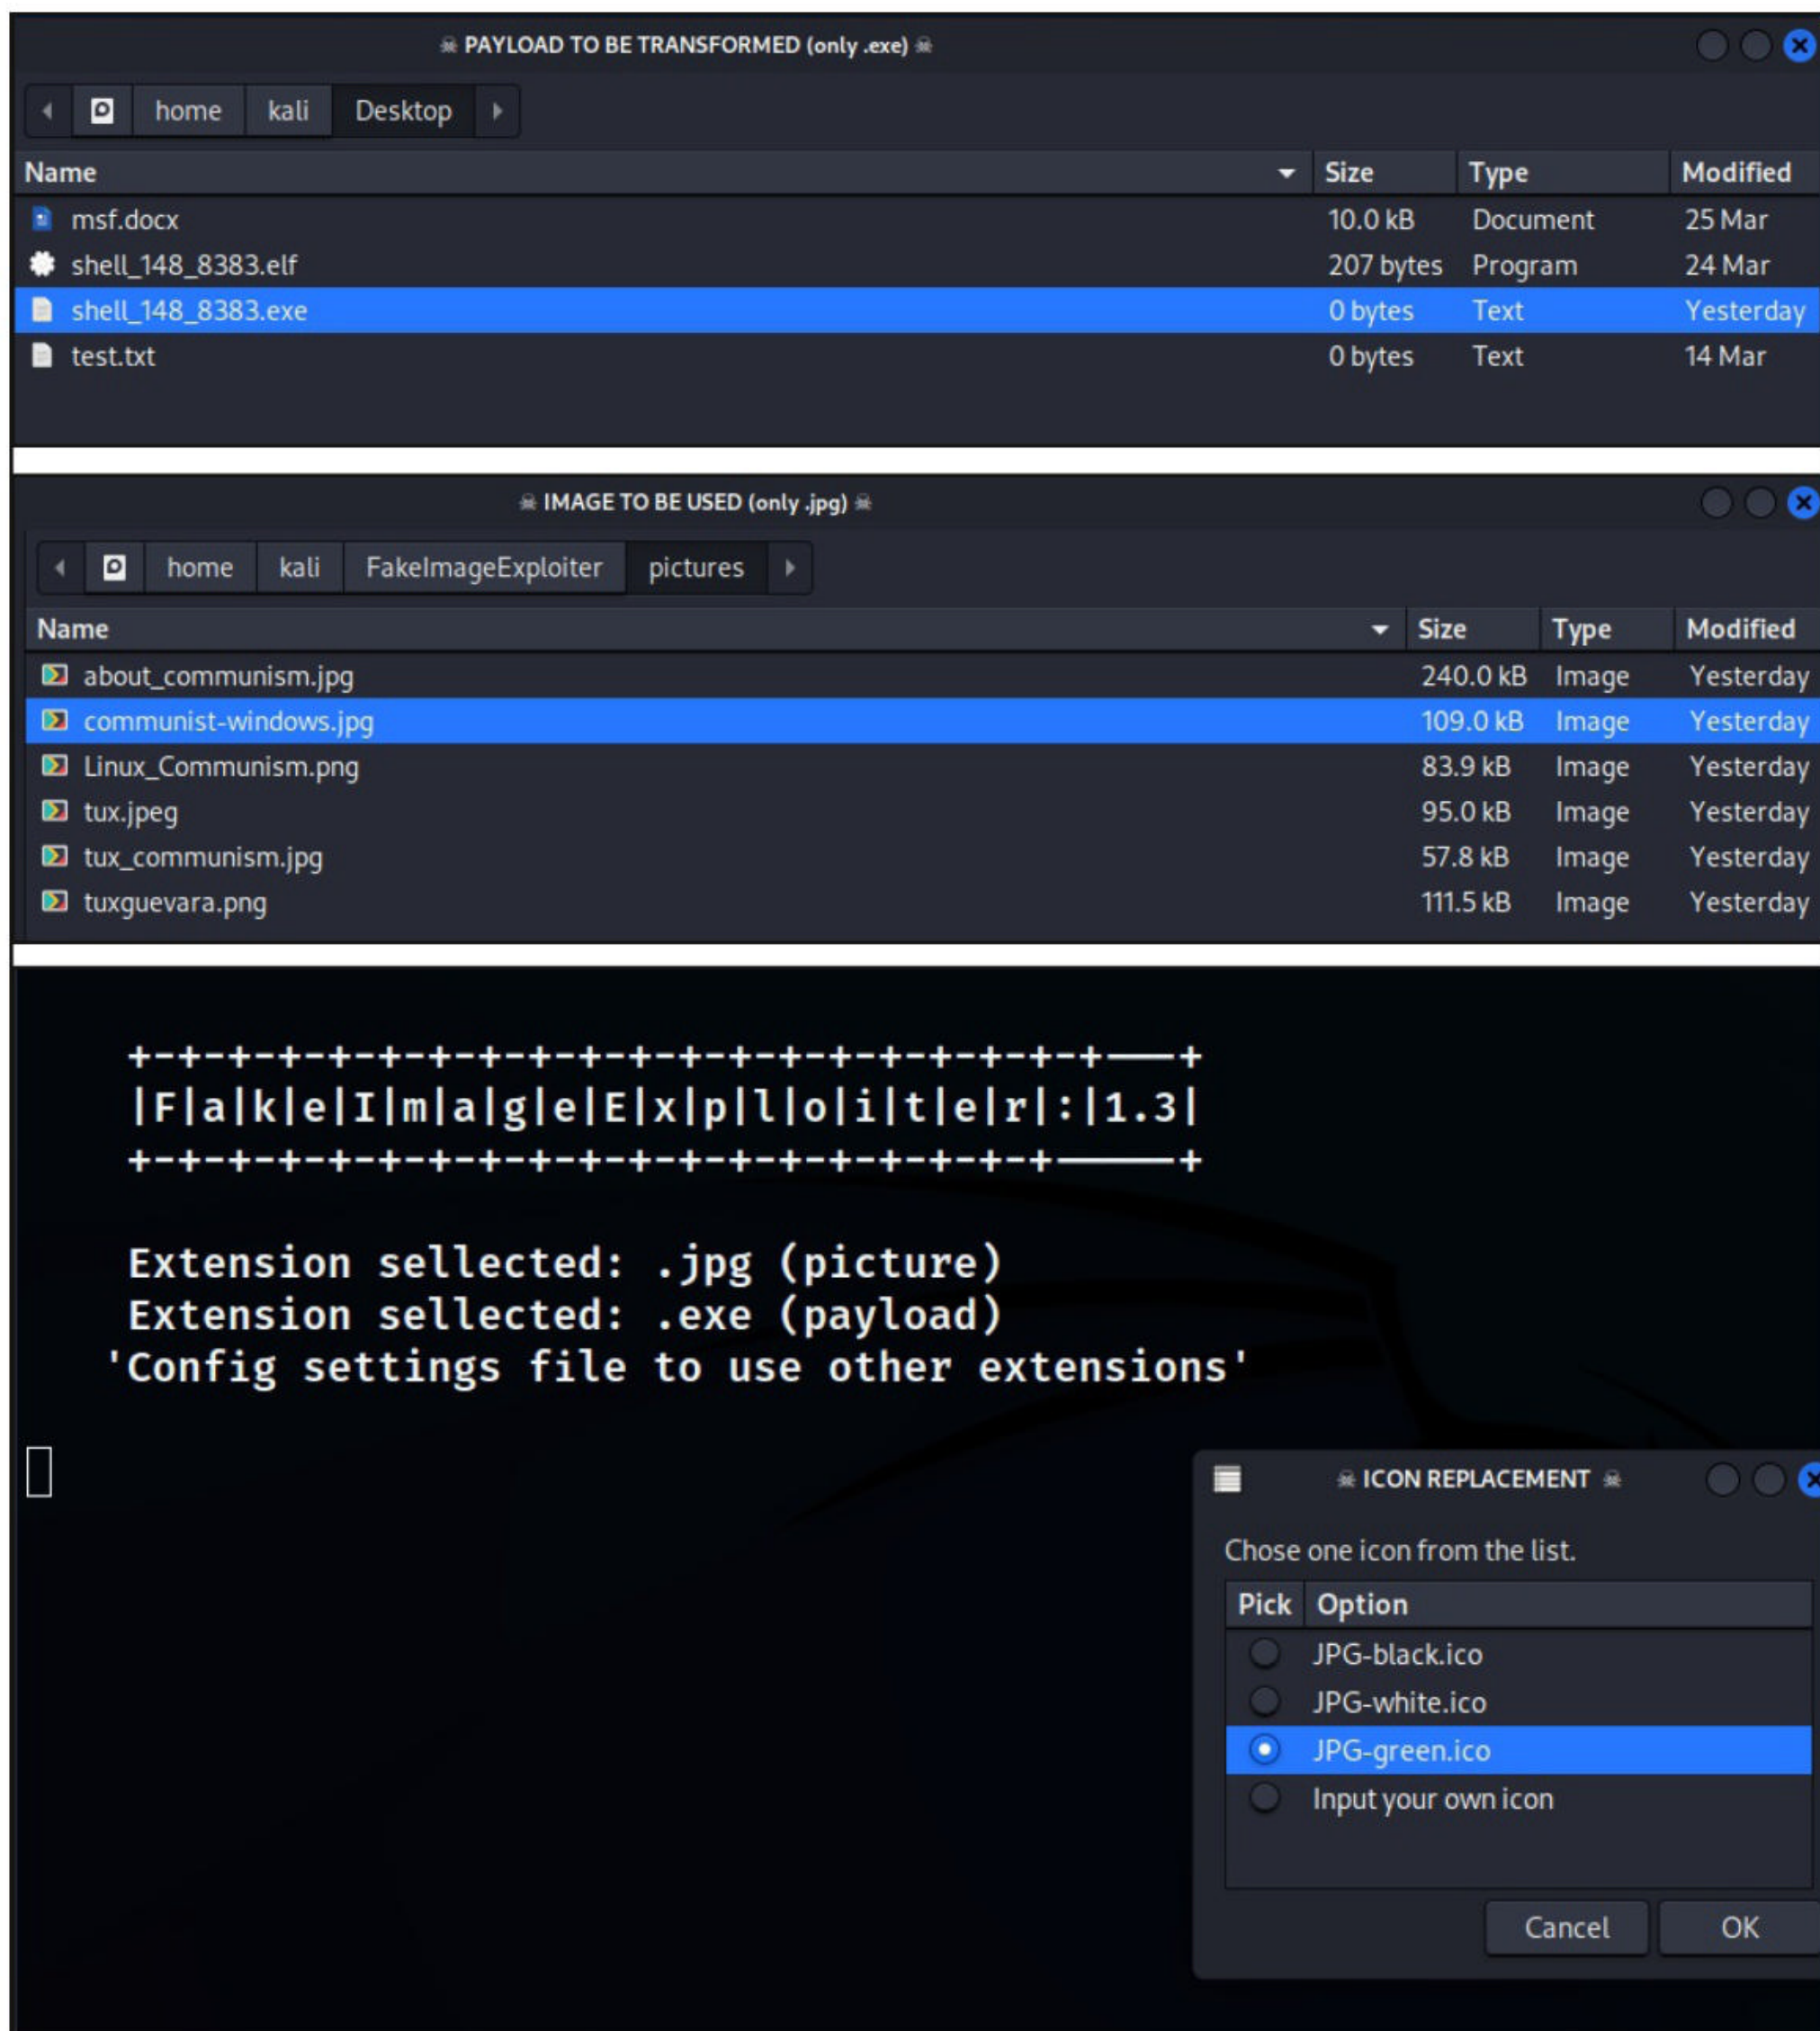 ☠ PAYLOAD TO BE TRANSFORMED (only .exe) ☠
home kali Desktop
Name Size Type Modified
msf.docx 10.0 kB Document 25 Mar
shell_148_8383.elf 207 bytes Program 24 Mar
shell_148_8383.exe 0 bytes Text Yesterday
test.txt 0 bytes Text 14 Mar
☠ IMAGE TO BE USED (only .jpg) ☠
home kali FakeImageExploiter pictures
Name Size Type Modified
about_communism.jpg 240.0 kB Image Yesterday
communist-windows.jpg 109.0 kB Image Yesterday
Linux_Communism.png 83.9 kB Image Yesterday
tux.jpeg 95.0 kB Image Yesterday
tux_communism.jpg 57.8 kB Image Yesterday
tuxguevara.png 111.5 kB Image Yesterday
+-+-+-+-+-+-+-+-+-+-+-+-+-+-+-+-+-+-+-+-+---+
|F|a|k|e|I|m|a|g|e|E|x|p|l|o|i|t|e|r|:|1.3|
+-+-+-+-+-+-+-+-+-+-+-+-+-+-+-+-+-+-+-+-----+
Extension sellected: .jpg (picture)
Extension sellected: .exe (payload)
'Config settings file to use other extensions'
☠ ICON REPLACEMENT ☠
Chose one icon from the list.
Pick Option
JPG-black.ico
JPG-white.ico
JPG-green.ico
Input your own icon
Cancel OK